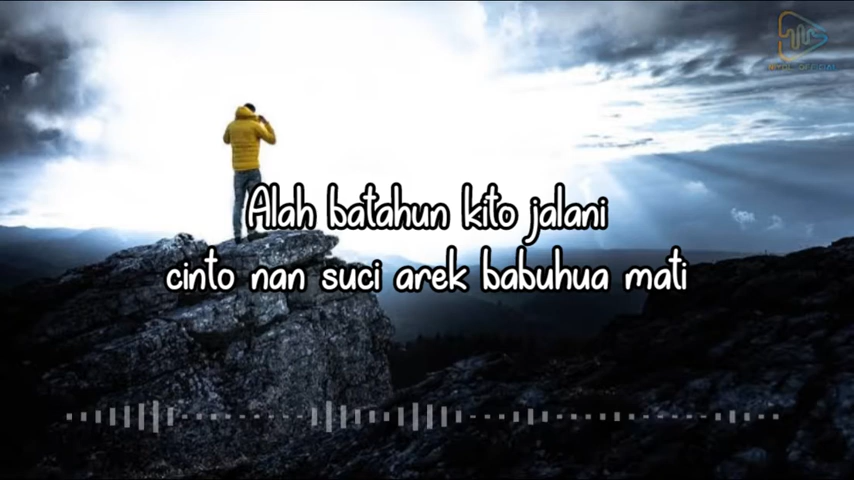 Alah batahun kito jalani
cinto nan suci arek babuhua mati